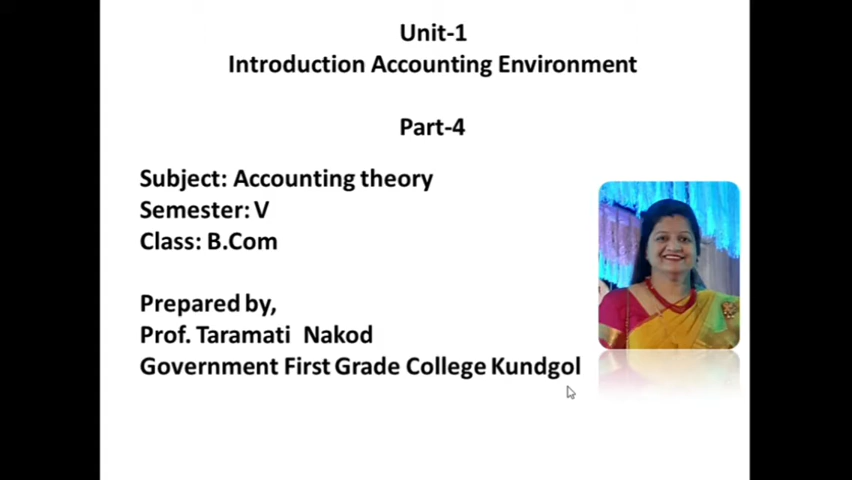 Unit-1
Introduction Accounting Environment
Part-4
Subject: Accounting theory
Semester: V
Class: B.Com
Prepared by,
Prof. Taramati Nakod
Government First Grade College Kundgol